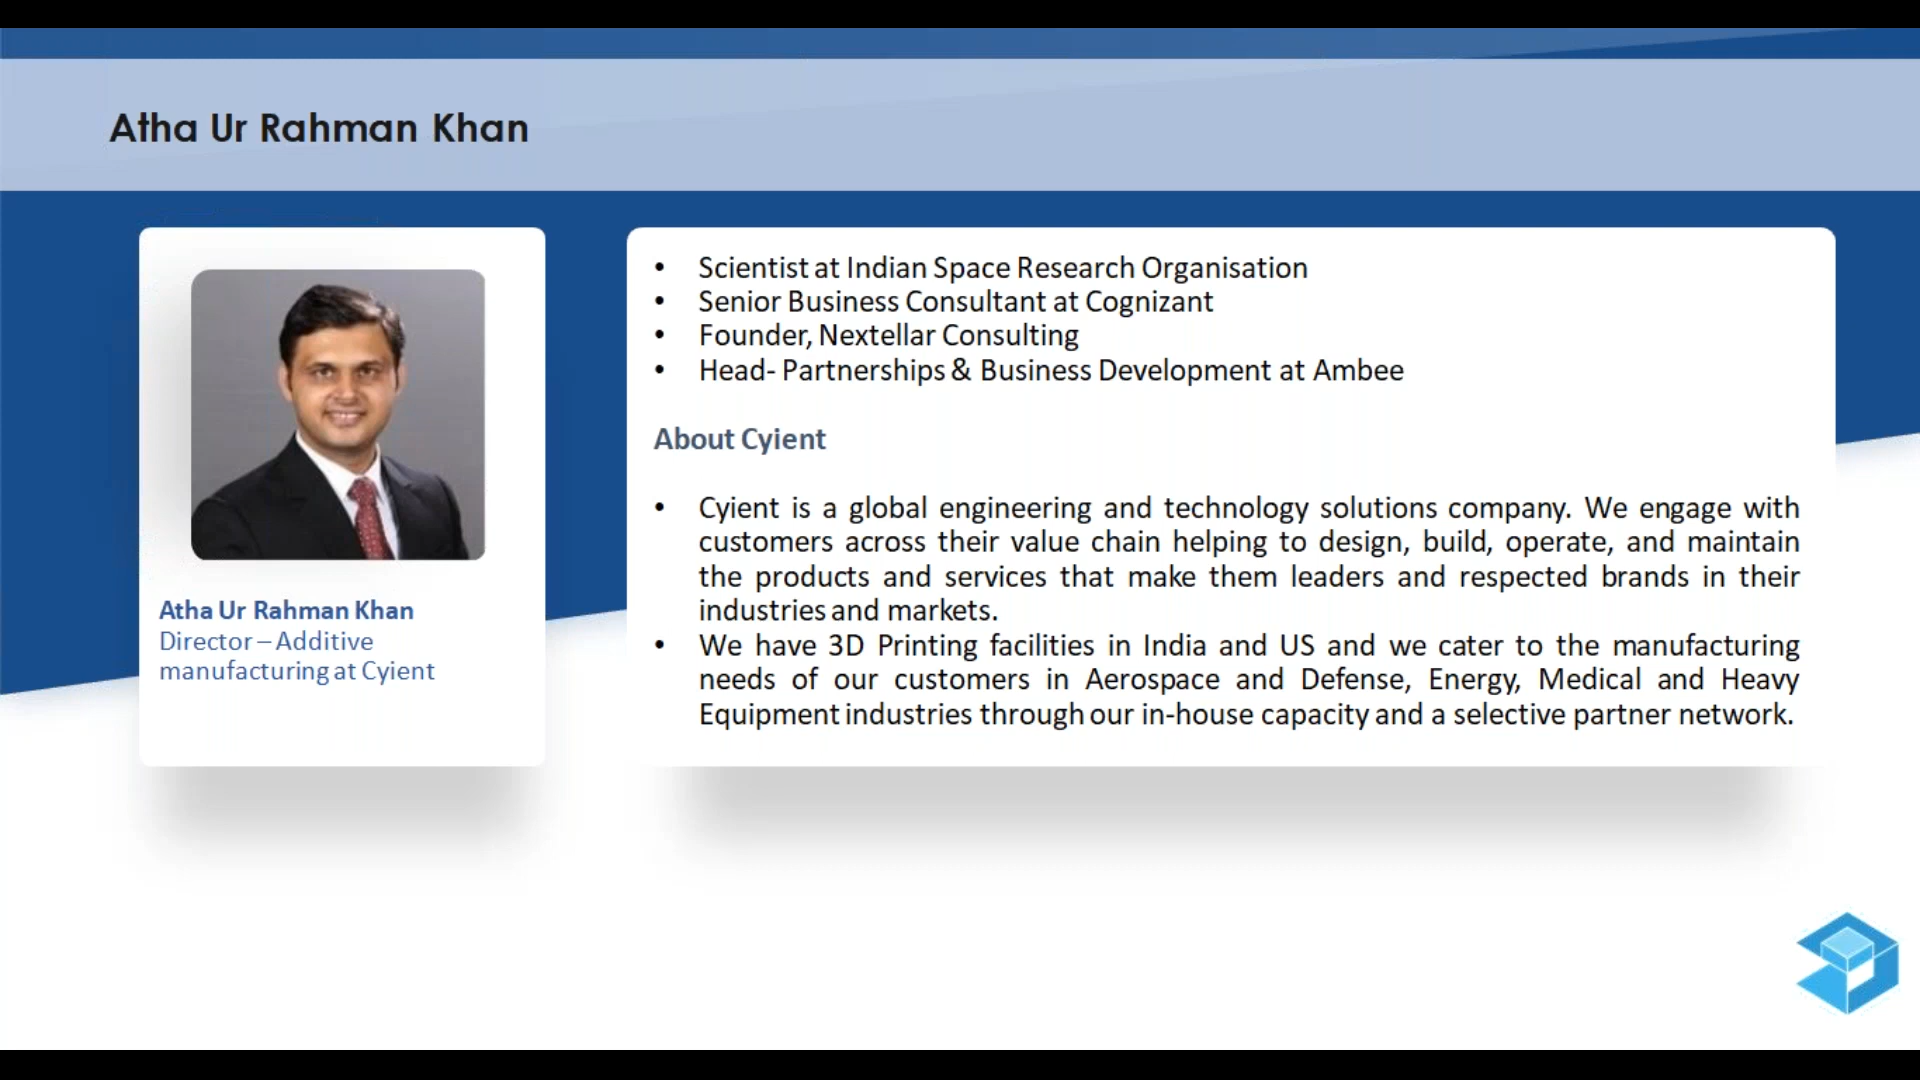 Atha Ur Rahman Khan
Atha Ur Rahman Khan
Director – Additive
manufacturing at Cyient
• Scientist at Indian Space Research Organisation
• Senior Business Consultant at Cognizant
• Founder, Nextellar Consulting
• Head- Partnerships & Business Development at Ambee
About Cyient
• Cyient is a global engineering and technology solutions company. We engage with
customers across their value chain helping to design, build, operate, and maintain
the products and services that make them leaders and respected brands in their
industries and markets.
• We have 3D Printing facilities in India and US and we cater to the manufacturing
needs of our customers in Aerospace and Defense, Energy, Medical and Heavy
Equipment industries through our in-house capacity and a selective partner network.